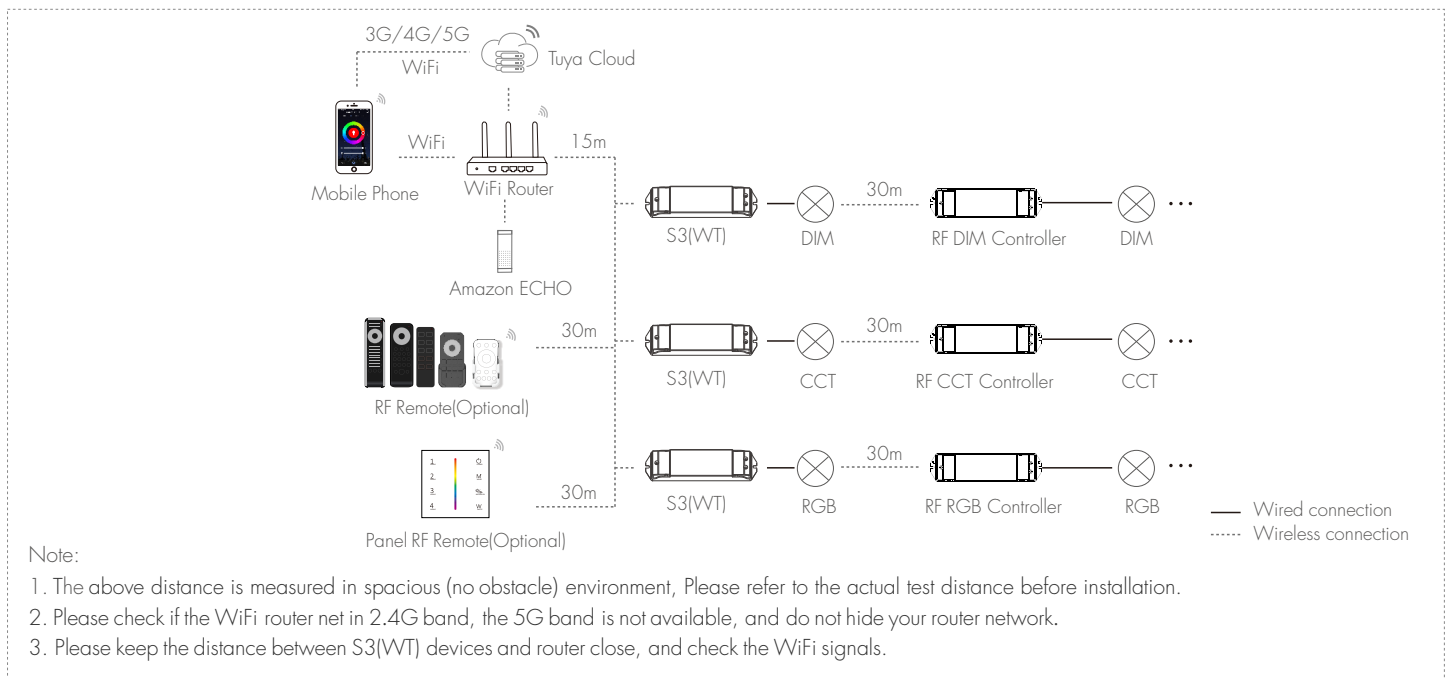 3G/4G/5G
WiFi
Tuya Cloud
WiFi
15m
Mobile Phone
WiFi Router
Amazon ECHO
30m
S3(WT)
DIM
RF DIM Controller
DIM
...
30m
30m
S3(WT)
CCT
RF CCT Controller
CCT
...
RF Remote(Optional)
1
2
M
3
4
W
30m
30m
S3(WT)
RGB
RF RGB Controller
RGB
...
Panel RF Remote(Optional)
Wired connection
Wireless connection
Note:
1. The above distance is measured in spacious (no obstacle) environment, Please refer to the actual test distance before installation.
2. Please check if the WiFi router net in 2.4G band, the 5G band is not available, and do not hide your router network.
3. Please keep the distance between S3(WT) devices and router close, and check the WiFi signals.